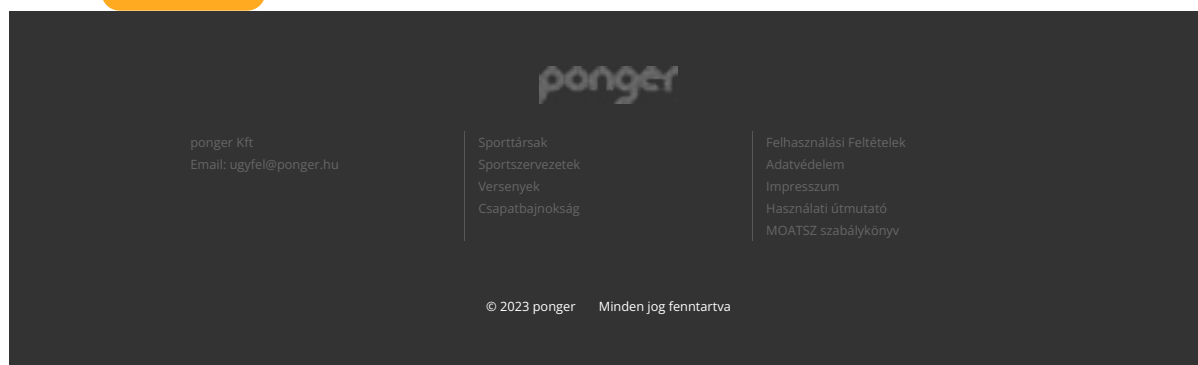 ponger
ponger Kft
Email: ugyfel@ponger.hu
Sporttársak
Sportszervezetek
Versenyek
Csapatbajnokság
Felhasználási Feltételek
Adatvédelem
Impresszum
Használati útmutató
MOATSZ szabálykönyv
© 2023 ponger Minden jog fenntartva